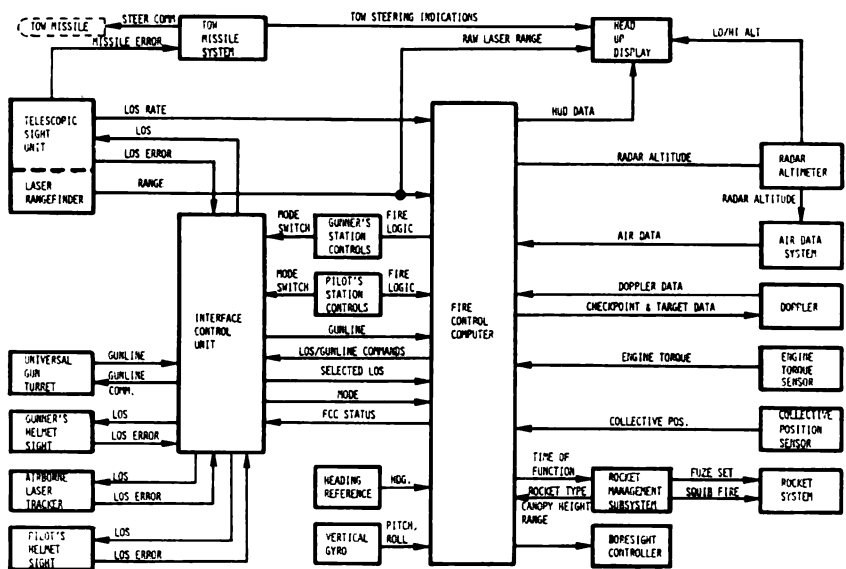 TOW MISSILE
STEER COMM.
TOW
MISSILE
SYSTEM
TOW STEERING INDICATIONS
HEAD
UP
DISPLAY
LO/HI ALT
MISSILE ERROR
RAW LASER RANGE
TELESCOPIC
SIGHT
UNIT
LASER
RANGEFINDER
LOS RATE
LOS
LOS ERROR
RANGE
HUD DATA
RADAR ALTITUDE
RADAR
ALTIMETER
RADAR ALTITUDE
MODE
SWITCH
GUNNER'S
STATION
CONTROLS
FIRE
LOGIC
AIR DATA
AIR DATA
SYSTEM
MODE
SWITCH
PILOT'S
STATION
CONTROLS
FIRE
LOGIC
DOPPLER DATA
CHECKPOINT & TARGET DATA
DOPPLER
INTERFACE
CONTROL
UNIT
FIRE
CONTROL
COMPUTER
GUNLINE
LOS/GUNLINE COMMANDS
SELECTED LOS
MODE
FCC STATUS
ENGINE TORQUE
ENGINE
TORQUE
SENSOR
UNIVERSAL
GUN
TURRET
GUNLINE
GUNLINE
COMM.
GUNNER'S
HELMET
SIGHT
LOS
LOS ERROR
COLLECTIVE POS.
COLLECTIVE
POSITION
SENSOR
AIRBORNE
LASER
TRACKER
LOS
LOS ERROR
HEADING
REFERENCE
HDG.
TIME OF
FUNCTION
ROCKET TYPE
CANOPY HEIGHT
RANGE
ROCKET
MANAGEMENT
SUBSYSTEM
FUZE SET
SQUIB FIRE
ROCKET
SYSTEM
PILOT'S
HELMET
SIGHT
LOS
LOS ERROR
VERTICAL
GYRO
PITCH,
ROLL
BORESIGHT
CONTROLLER